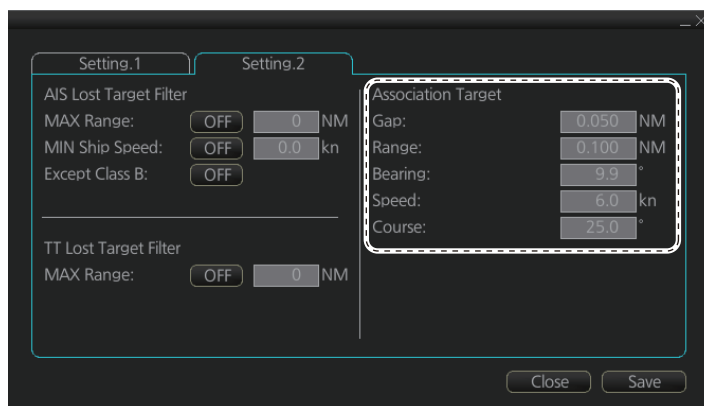 Setting.1
Setting.2
AIS Lost Target Filter
MAX Range: OFF 0 NM
MIN Ship Speed: OFF 0.0 kn
Except Class B: OFF
TT Lost Target Filter
MAX Range: OFF 0 NM
Association Target
Gap: 0.050 NM
Range: 0.100 NM
Bearing: 9.9 °
Speed: 6.0 kn
Course: 25.0 °
Close
Save